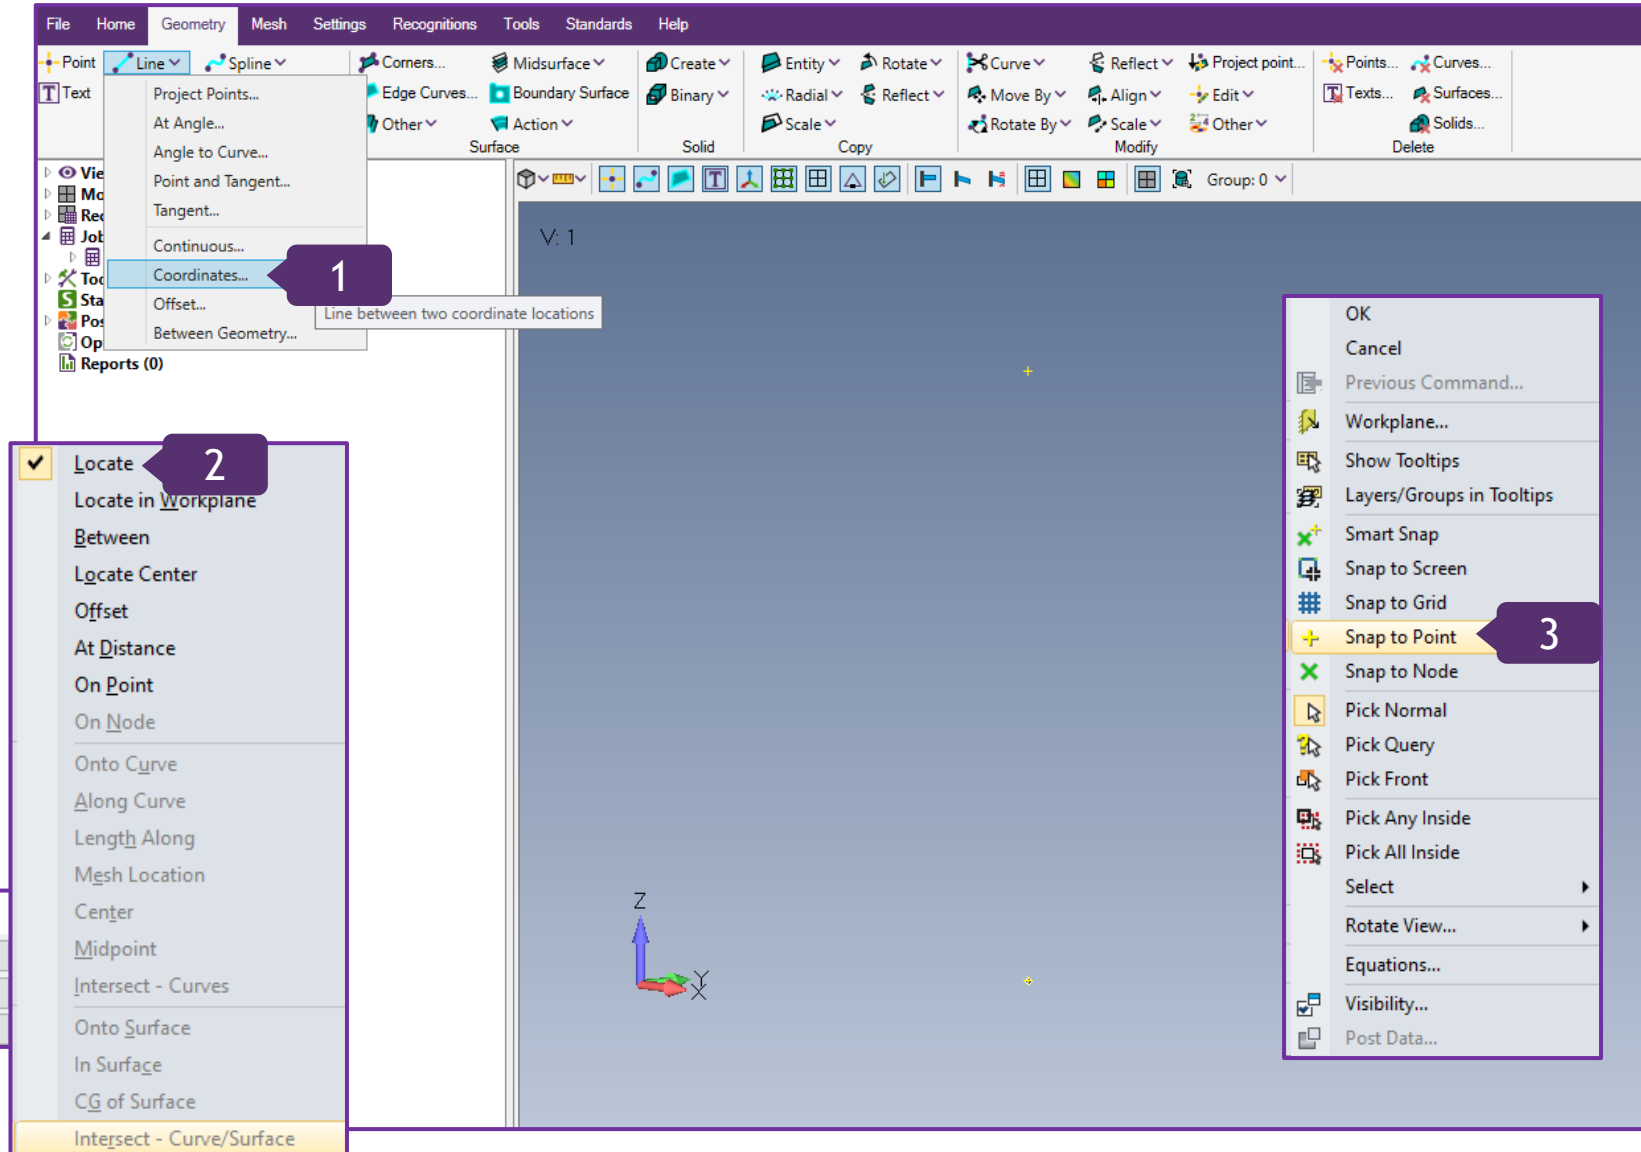 File Home Geometry Mesh Settings Recognitions Tools Standards Help
Point Line Spline Corners... Midsurface Create Entity Rotate Curve Reflect Project point... Points... Curves...
Text Edge Curves... Boundary Surface Binary Radial Reflect Move By Align Edit Texts... Surfaces...
Other Action Scale Rotate By Scale Other Solids...
Surface Solid Copy Modify Delete
Project Points...
At Angle...
Angle to Curve...
Point and Tangent...
Tangent...
Continuous...
Coordinates...
Offset...
Between Geometry...
1
Line between two coordinate locations
Vie
Mo
Rec
Job
Too
Sta
Pos
Op
Reports (0)
Group: 0
V: 1
Z
Y
X
2
Locate
Locate in Workplane
Between
Locate Center
Offset
At Distance
On Point
On Node
Onto Curve
Along Curve
Length Along
Mesh Location
Center
Midpoint
Intersect - Curves
Onto Surface
In Surface
CG of Surface
Intersect - Curve/Surface
OK
Cancel
Previous Command...
Workplane...
Show Tooltips
Layers/Groups in Tooltips
Smart Snap
Snap to Screen
Snap to Grid
Snap to Point
3
Snap to Node
Pick Normal
Pick Query
Pick Front
Pick Any Inside
Pick All Inside
Select
Rotate View...
Equations...
Visibility...
Post Data...